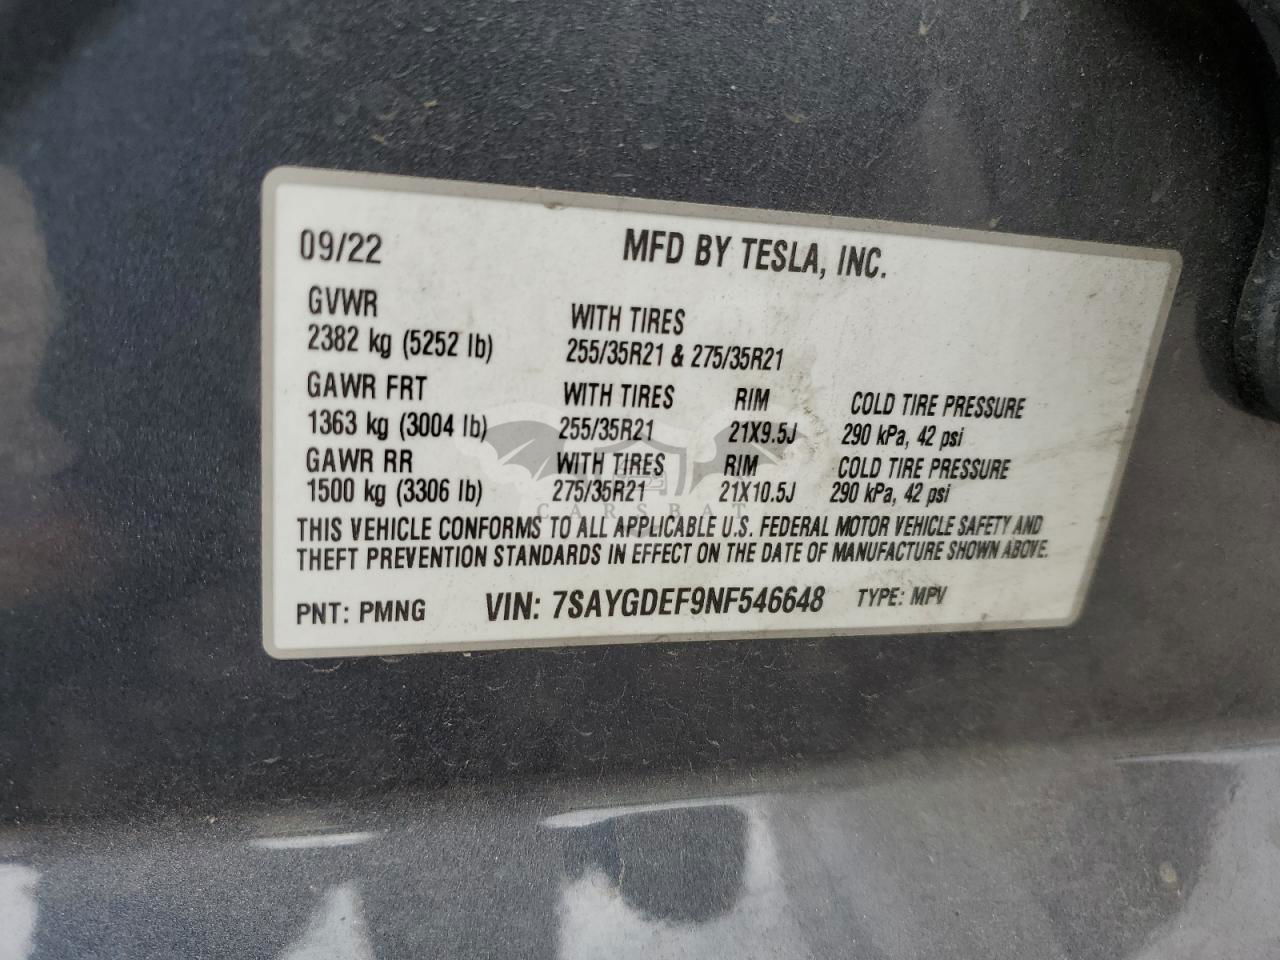 09/22 MFD BY TESLA, INC.
GVWR WITH TIRES
2382 kg (5252 lb) 255/35R21 & 275/35R21
GAWR FRT WITH TIRES RIM COLD TIRE PRESSURE
1363 kg (3004 lb) 255/35R21 21X9.5J 290 kPa, 42 psi
GAWR RR WITH TIRES RIM COLD TIRE PRESSURE
1500 kg (3306 lb) 275/35R21 21X10.5J 290 kPa, 42 psi
CARSBAT
THIS VEHICLE CONFORMS TO ALL APPLICABLE U.S. FEDERAL MOTOR VEHICLE SAFETY AND
THEFT PREVENTION STANDARDS IN EFFECT ON THE DATE OF MANUFACTURE SHOWN ABOVE.
PNT: PMNG VIN: 7SAYGDEF9NF546648 TYPE: MPV